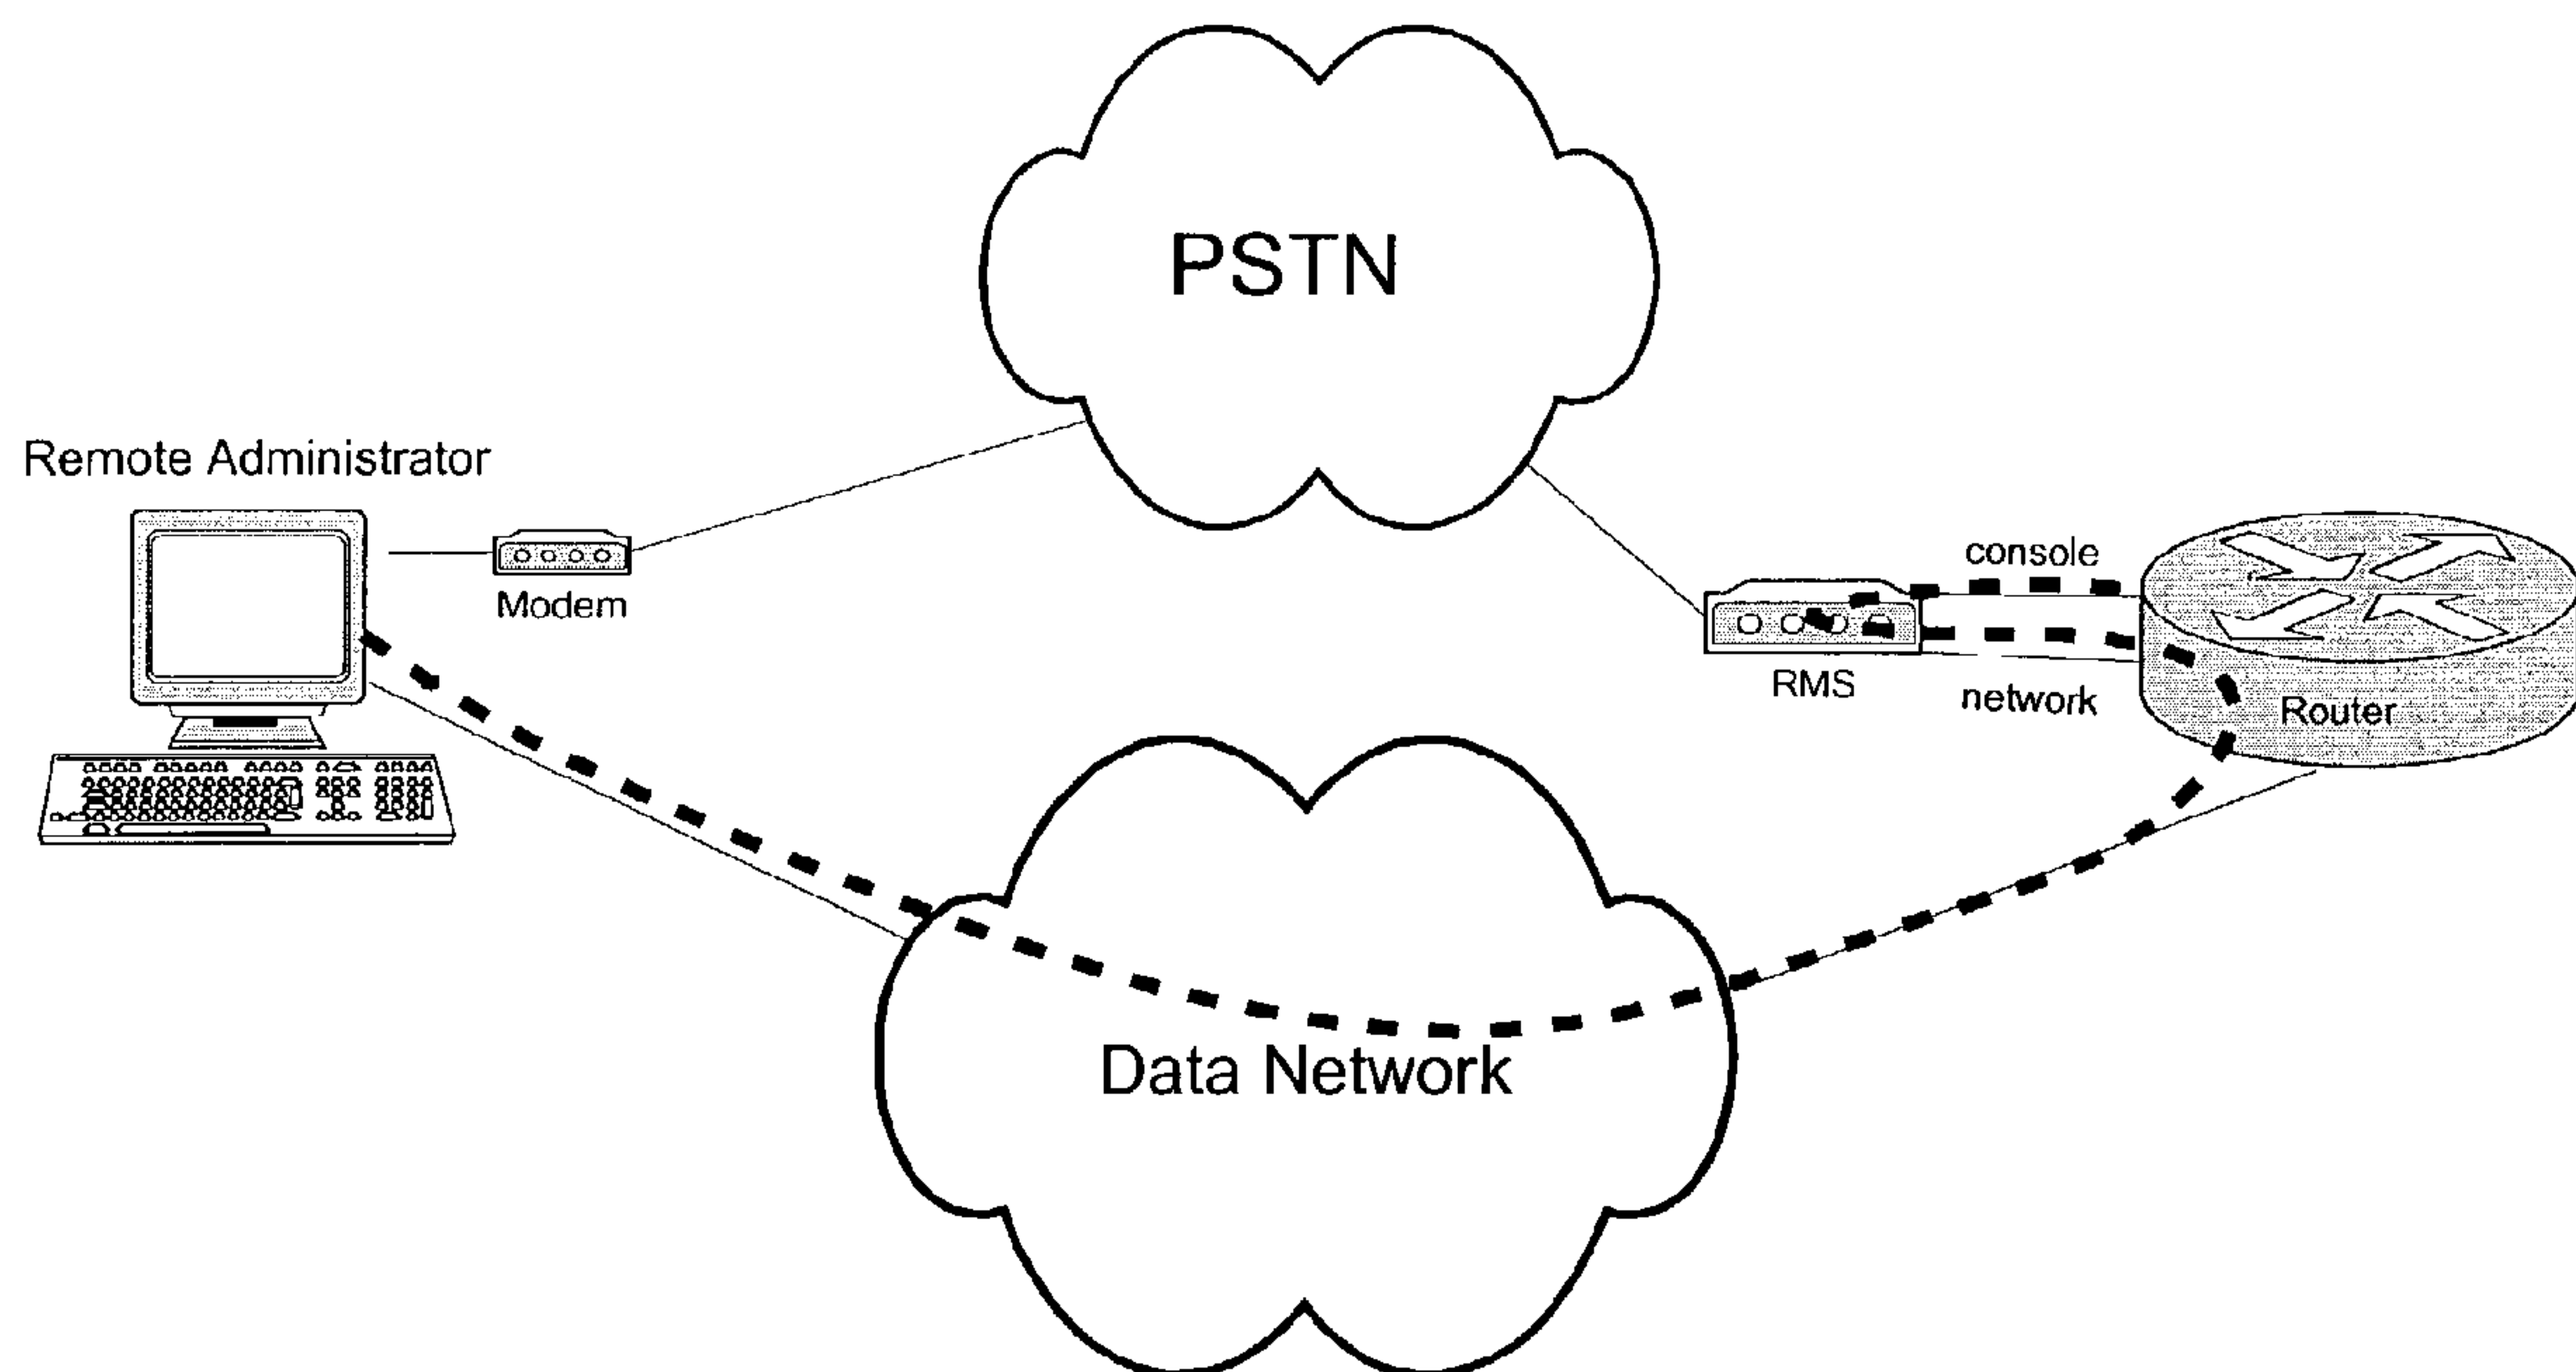 PSTN
Remote Administrator
Modem
console
RMS
network
Router
Data Network